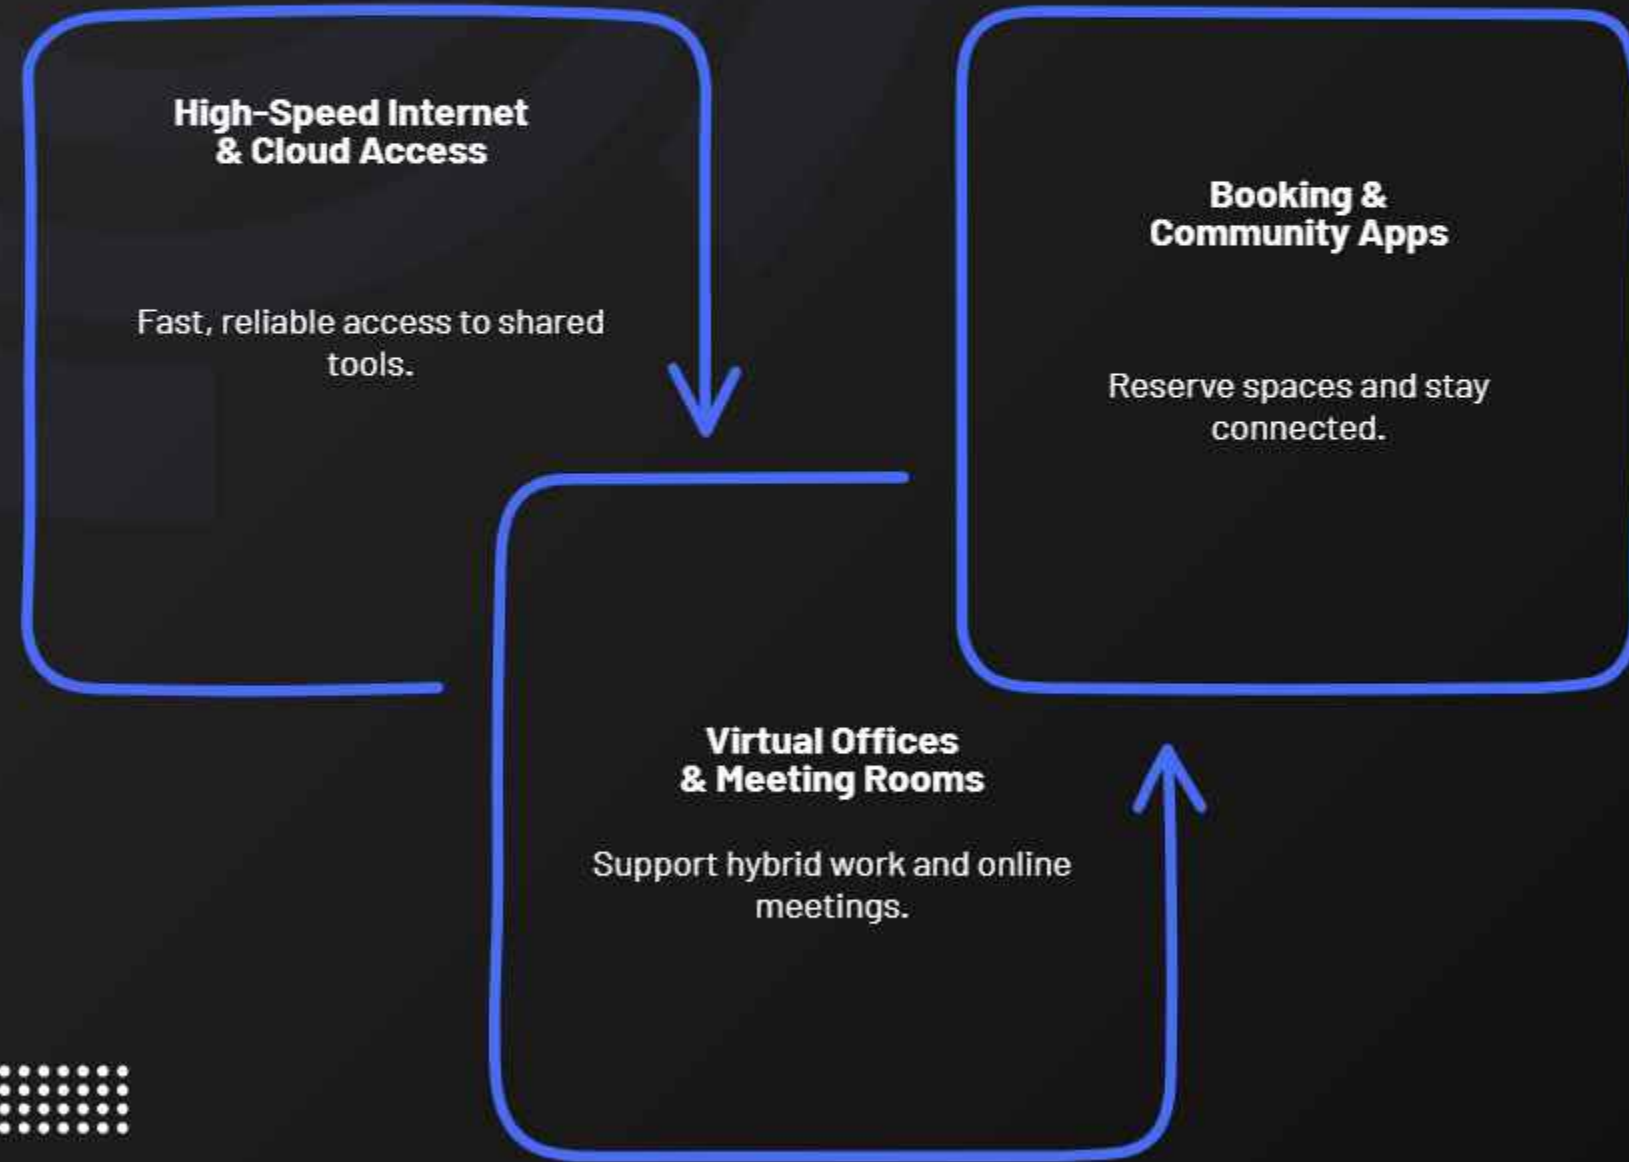 High-Speed Internet
& Cloud Access
Fast, reliable access to shared
tools.
Virtual Offices
& Meeting Rooms
Support hybrid work and online
meetings.
Booking &
Community Apps
Reserve spaces and stay
connected.